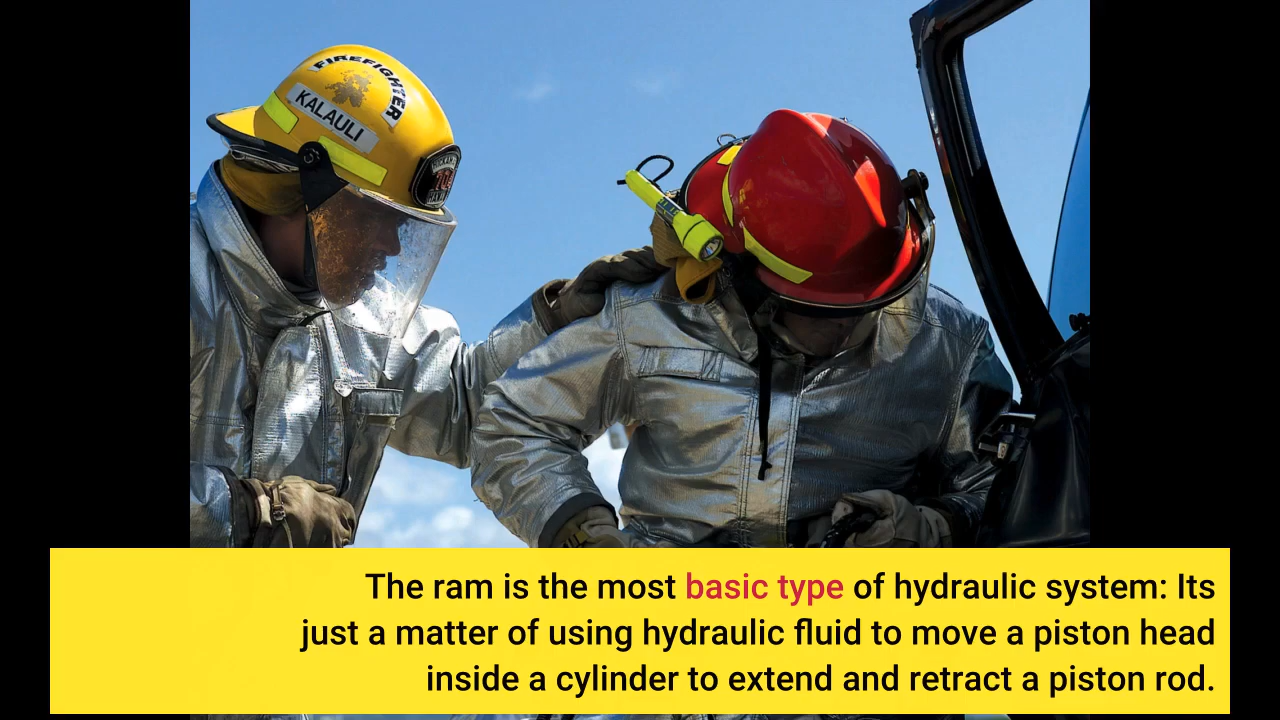 FIREFIGHTER
KALAULI
The ram is the most basic type of hydraulic system: Its
just a matter of using hydraulic fluid to move a piston head
inside a cylinder to extend and retract a piston rod.